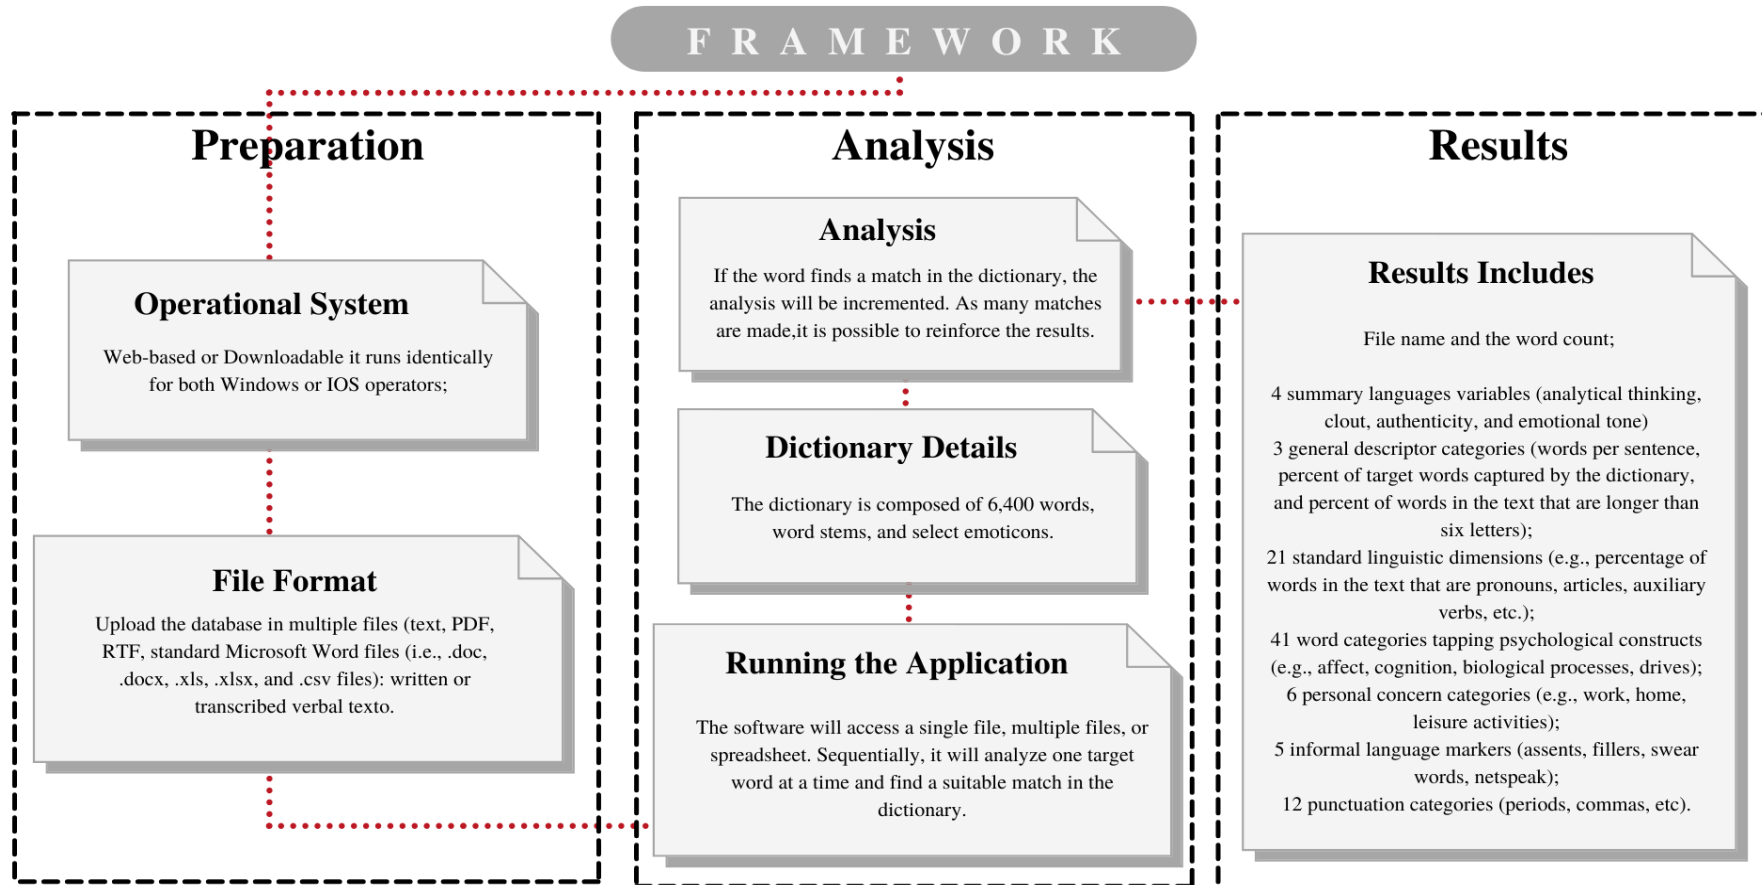 F R A M E W O R K
Preparation
Operational System
Web-based or Downloadable it runs identically
for both Windows or IOS operators;
File Format
Upload the database in multiple files (text, PDF,
RTF, standard Microsoft Word files (i.e., .doc,
.docx, .xls, .xlsx, and .csv files): written or
transcribed verbal texto.
Analysis
Analysis
If the word finds a match in the dictionary, the
analysis will be incremented. As many matches
are made,it is possible to reinforce the results.
Dictionary Details
The dictionary is composed of 6,400 words,
word stems, and select emoticons.
Running the Application
The software will access a single file, multiple files, or
spreadsheet. Sequentially, it will analyze one target
word at a time and find a suitable match in the
dictionary.
Results
Results Includes
File name and the word count;
4 summary languages variables (analytical thinking,
clout, authenticity, and emotional tone)
3 general descriptor categories (words per sentence,
percent of target words captured by the dictionary,
and percent of words in the text that are longer than
six letters);
21 standard linguistic dimensions (e.g., percentage of
words in the text that are pronouns, articles, auxiliary
verbs, etc.);
41 word categories tapping psychological constructs
(e.g., affect, cognition, biological processes, drives);
6 personal concern categories (e.g., work, home,
leisure activities);
5 informal language markers (assents, fillers, swear
words, netspeak);
12 punctuation categories (periods, commas, etc).